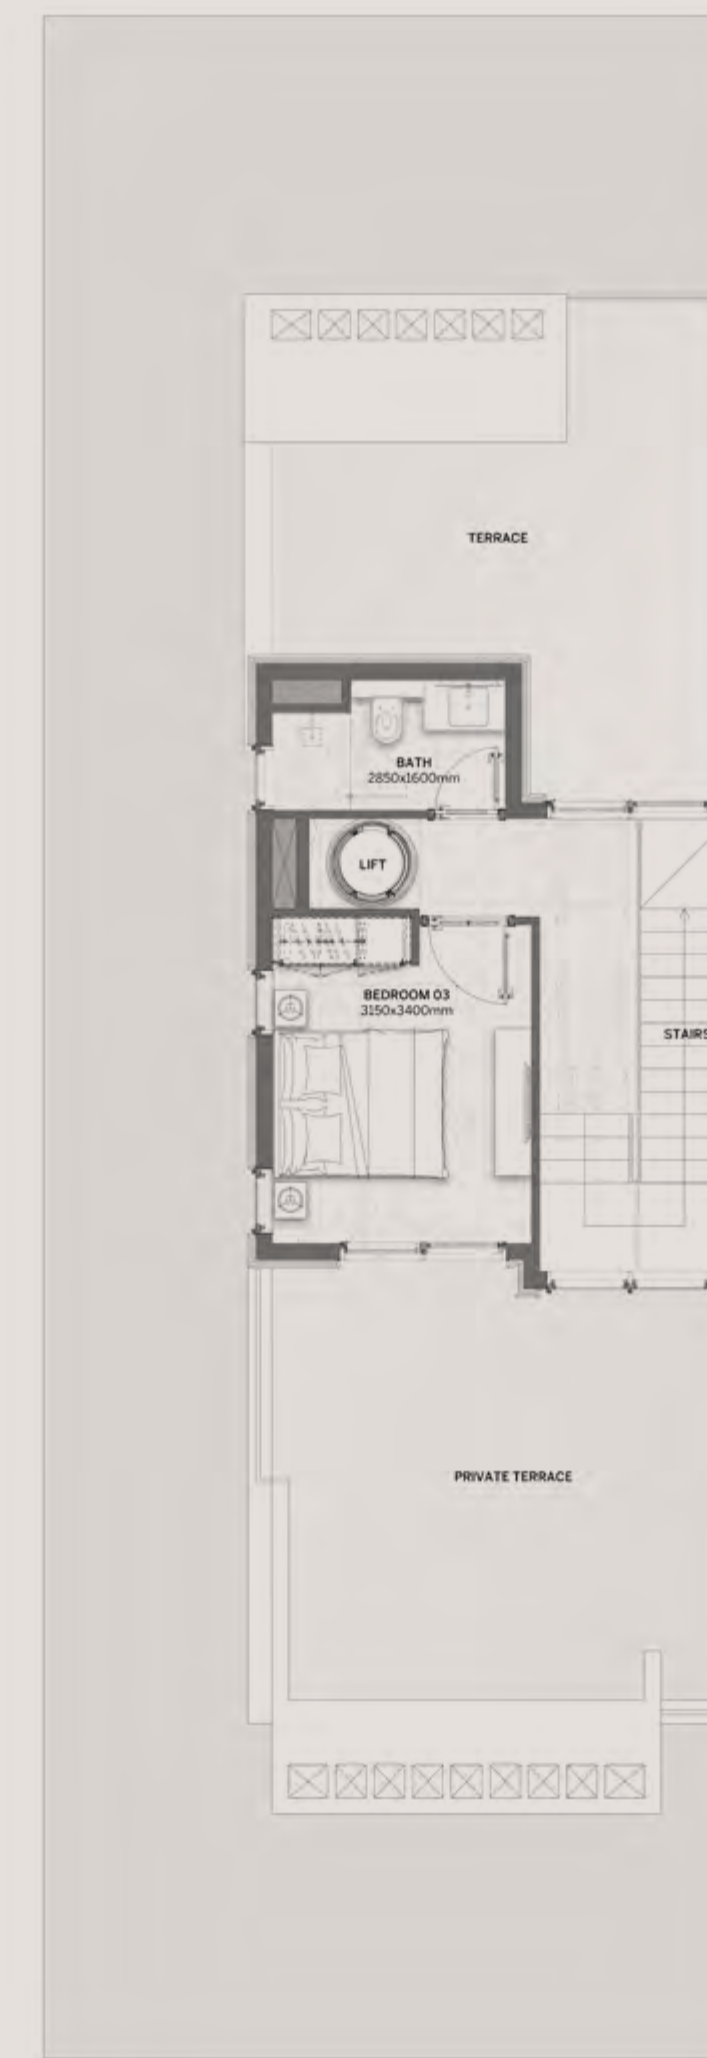 TERRACE
BATH
2850x1600mm
LIFT
BEDROOM 03
3150x3400mm
STAIRS
PRIVATE TERRACE